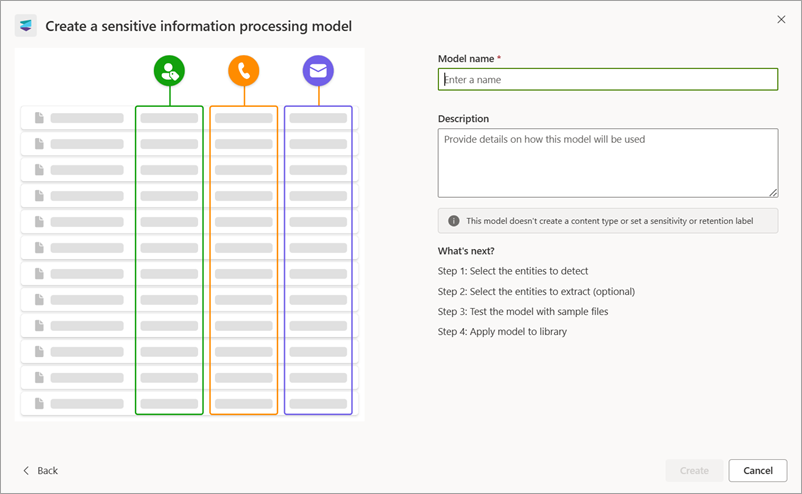 Create a sensitive information processing model
Model name *
Enter a name
Description
Provide details on how this model will be used
This model doesn't create a content type or set a sensitivity or retention label
What's next?
Step 1: Select the entities to detect
Step 2: Select the entities to extract (optional)
Step 3: Test the model with sample files
Step 4: Apply model to library
Back
Create
Cancel